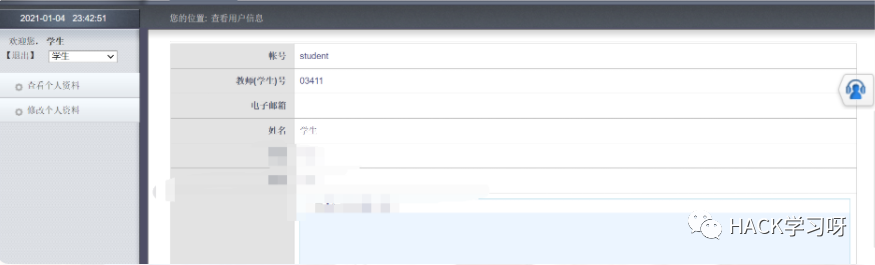 2021-01-04 23:42:51
您的位置: 查看用户信息
欢迎您、 学生
【退出】 学生
查看个人资料
修改个人资料
帐号 student
教师(学生)号 03411
电子邮箱
姓名 学生
HACK学习呀